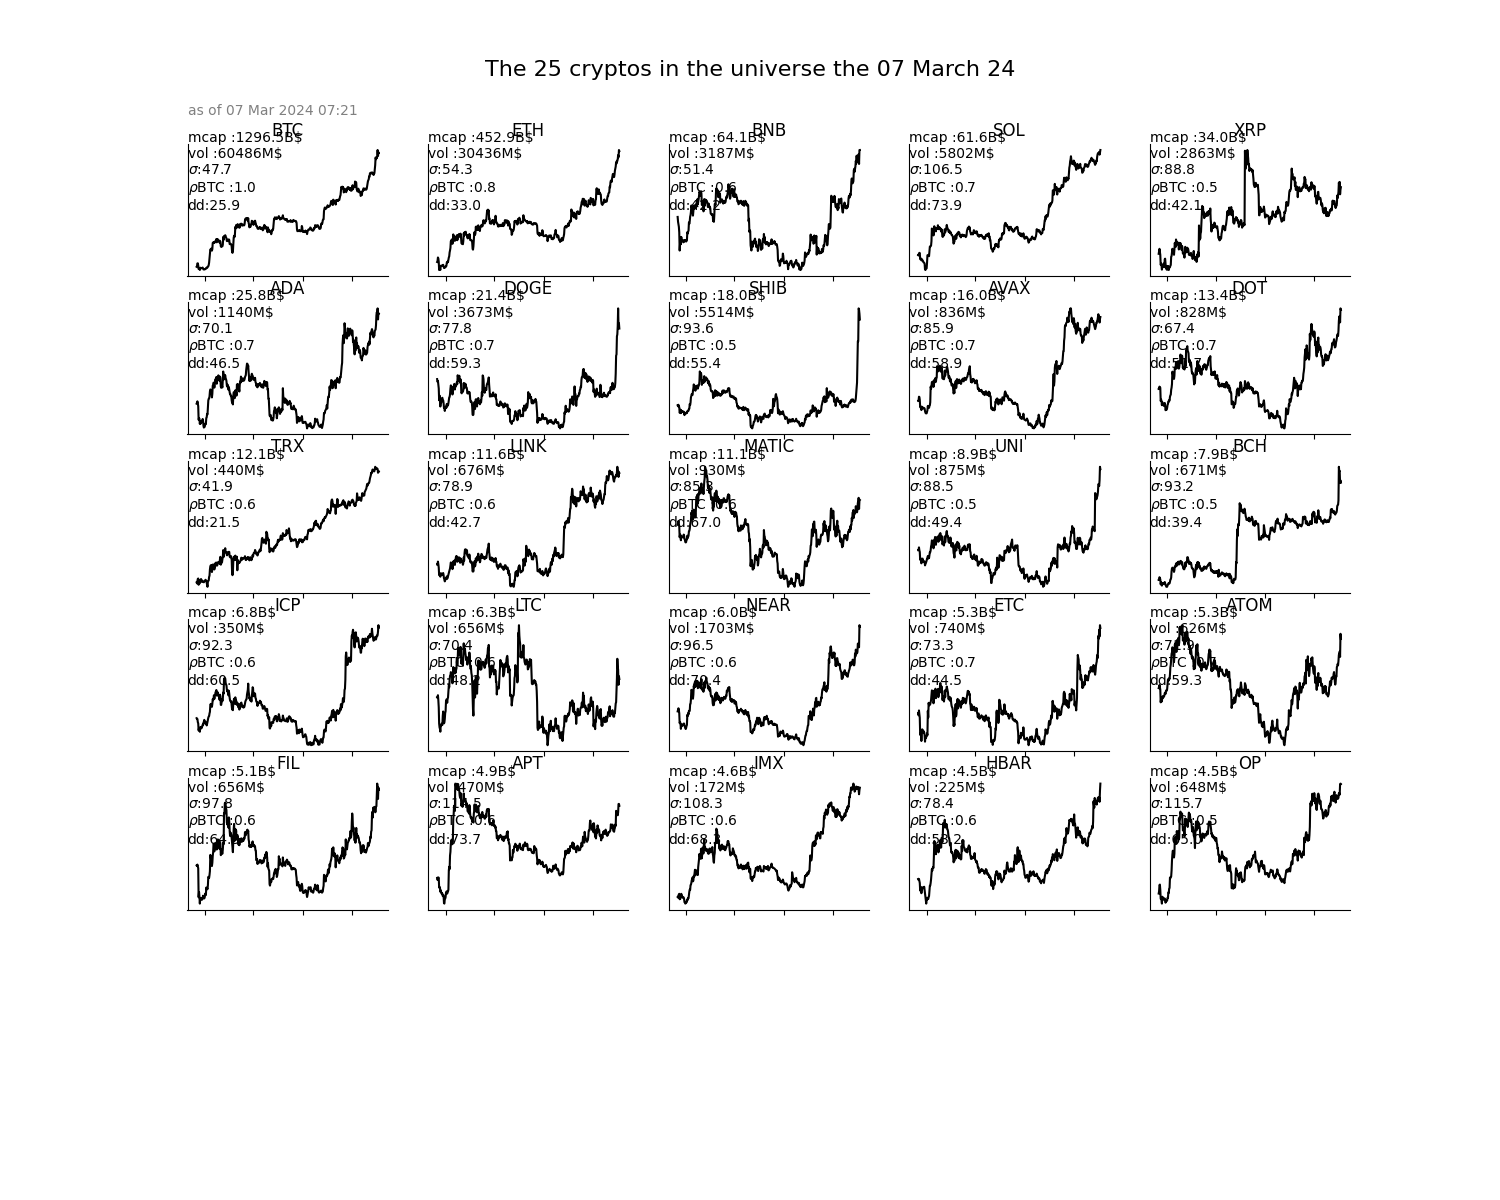 The 25 cryptos in the universe the 07 March 24
as of 07 Mar 2024 07:21
BTC
mcap :1296.5B$
vol :60486M$
σ:47.7
ρBTC :1.0
dd:25.9
ETH
mcap :452.9B$
vol :30436M$
σ:54.3
ρBTC :0.8
dd:33.0
BNB
mcap :64.1B$
vol :3187M$
σ:51.4
ρBTC :0.6
SOL
mcap :61.6B$
vol :5802M$
σ:106.5
ρBTC :0.7
dd:73.9
XRP
mcap :34.0B$
vol :2863M$
σ:88.8
ρBTC :0.5
dd:42.1
ADA
mcap :25.8B$
vol :1140M$
σ:70.1
ρBTC :0.7
dd:46.5
DOGE
mcap :21.4B$
vol :3673M$
σ:77.8
ρBTC :0.7
dd:59.3
SHIB
mcap :18.0B$
vol :5514M$
σ:93.6
ρBTC :0.5
dd:55.4
AVAX
mcap :16.0B$
vol :836M$
σ:85.9
ρBTC :0.7
dd:58.9
DOT
mcap :13.4B$
vol :828M$
σ:67.4
ρBTC :0.7
TRX
mcap :12.1B$
vol :440M$
σ:41.9
ρBTC :0.6
dd:21.5
LINK
mcap :11.6B$
vol :676M$
σ:78.9
ρBTC :0.6
dd:42.7
MATIC
mcap :11.1B$
vol :930M$
ρBTC :0.6
dd:67.0
UNI
mcap :8.9B$
vol :875M$
σ:88.5
ρBTC :0.5
dd:49.4
BCH
mcap :7.9B$
vol :671M$
σ:93.2
ρBTC :0.5
dd:39.4
ICP
mcap :6.8B$
vol :350M$
σ:92.3
ρBTC :0.6
dd:60.5
LTC
mcap :6.3B$
vol :656M$
σ:70.4
ρBTC
NEAR
mcap :6.0B$
vol :1703M$
σ:96.5
ρBTC :0.6
dd:70.4
ETC
mcap :5.3B$
vol :740M$
σ:73.3
ρBTC :0.7
dd:44.5
ATOM
mcap :5.3B$
vol :626M$
ρBTC
dd:59.3
FIL
mcap :5.1B$
vol :656M$
σ:97.8
ρBTC :0.6
APT
mcap :4.9B$
vol :470M$
ρBTC :0.6
dd:73.7
IMX
mcap :4.6B$
vol :172M$
σ:108.3
ρBTC :0.6
HBAR
mcap :4.5B$
vol :225M$
σ:78.4
ρBTC :0.6
OP
mcap :4.5B$
vol :648M$
σ:115.7
ρBTC :0.5